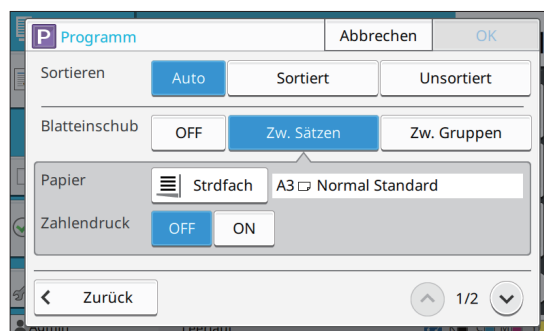 P Programm Abbrechen OK
Sortieren Auto Sortiert Unsortiert
Blatteinschub OFF Zw. Sätzen Zw. Gruppen
Papier Strdfach A3 Normal Standard
Zahlendruck OFF ON
Zurück 1/2
Admin